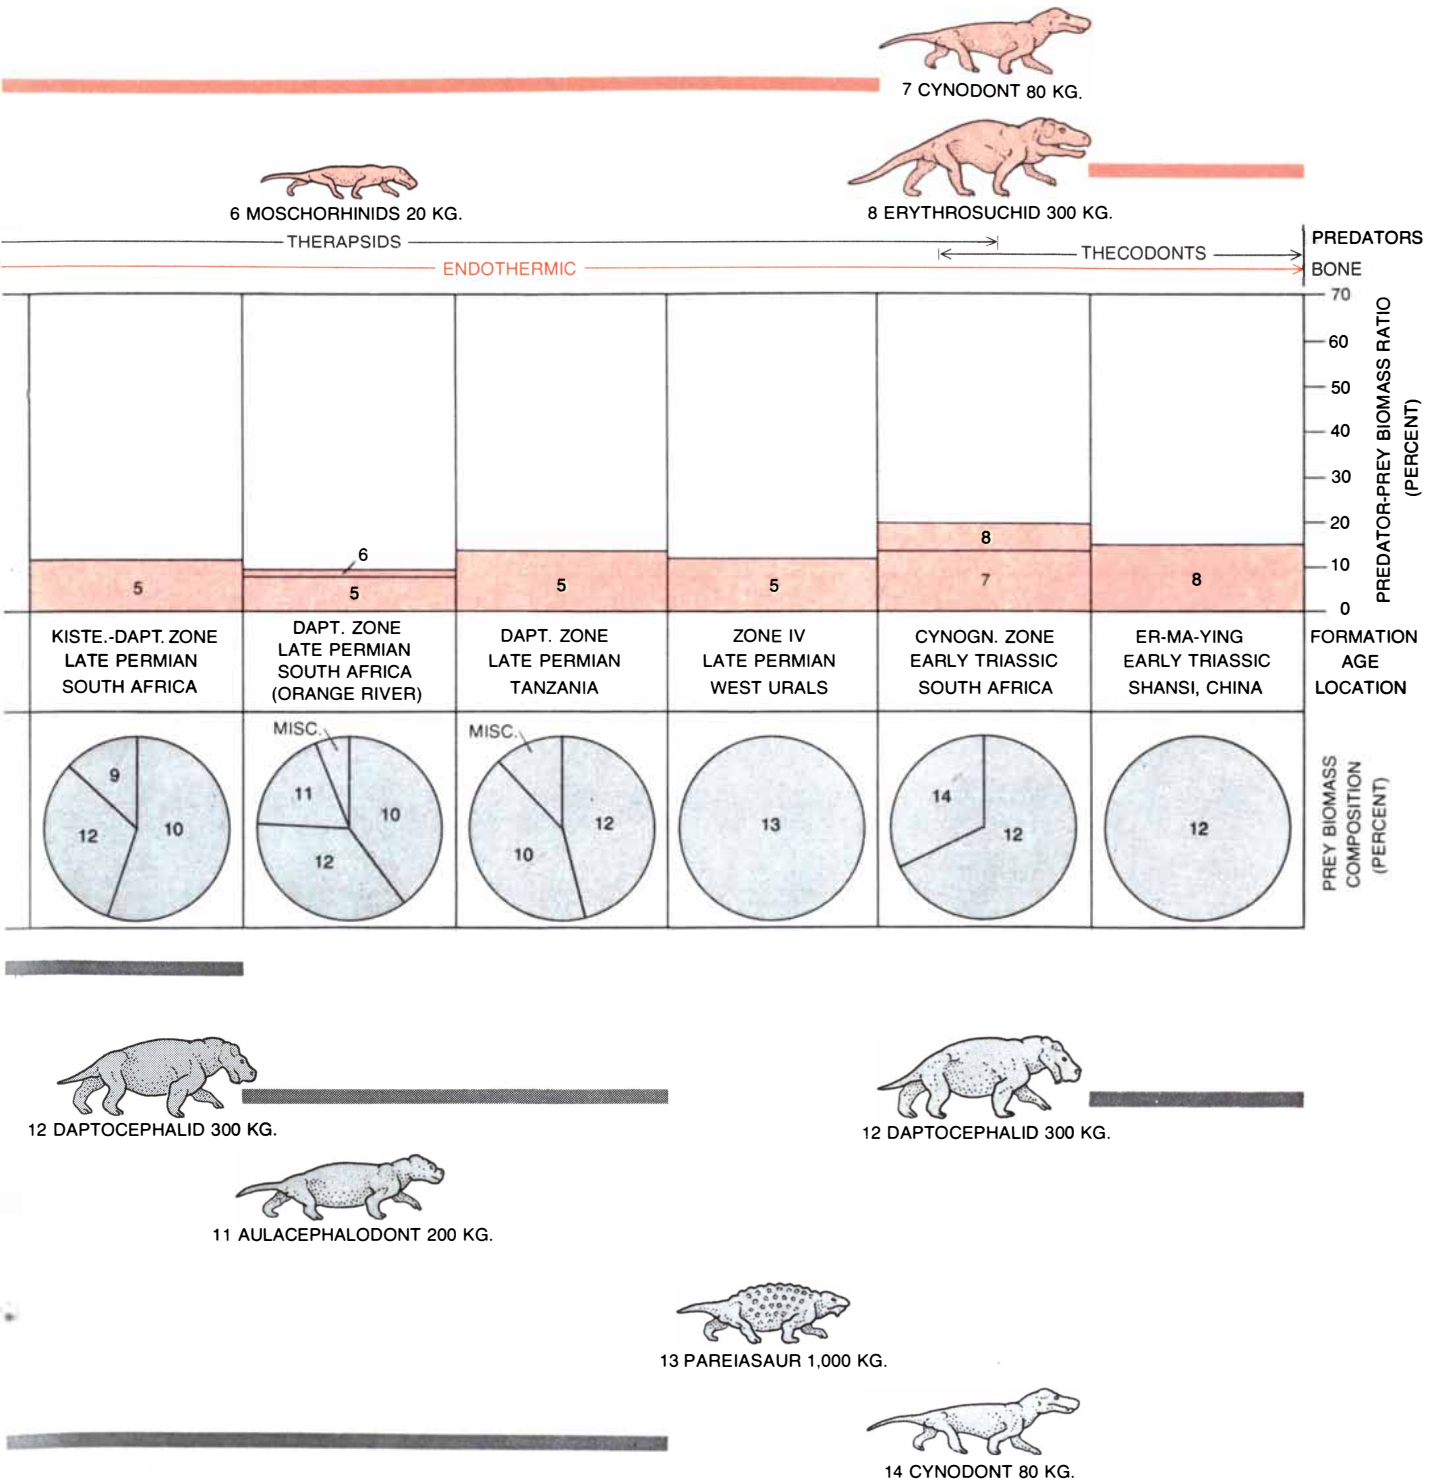 7 CYNODONT 80 KG.
6 MOSCHORHINIDS 20 KG.
8 ERYTHROSUCHID 300 KG.
THERAPSIDS
PREDATORS
THECODONTS
ENDOTHERMIC
BONE
70
60
50
40
30
20
10
0
PREDATOR-PREY BIOMASS RATIO
(PERCENT)
5
6
5
5
5
8
7
8
KISTE.-DAPT. ZONE
LATE PERMIAN
SOUTH AFRICA
DAPT. ZONE
LATE PERMIAN
SOUTH AFRICA
(ORANGE RIVER)
DAPT. ZONE
LATE PERMIAN
TANZANIA
ZONE IV
LATE PERMIAN
WEST URALS
CYNOGN. ZONE
EARLY TRIASSIC
SOUTH AFRICA
ER-MA-YING
EARLY TRIASSIC
SHANSI, CHINA
FORMATION
AGE
LOCATION
9
12
10
MISC.
11
10
12
MISC.
12
10
13
14
12
12
PREY BIOMASS
COMPOSITION
(PERCENT)
12 DAPTOCEPHALID 300 KG.
12 DAPTOCEPHALID 300 KG.
11 AULACEPHALODONT 200 KG.
13 PAREIASAUR 1,000 KG.
14 CYNODONT 80 KG.